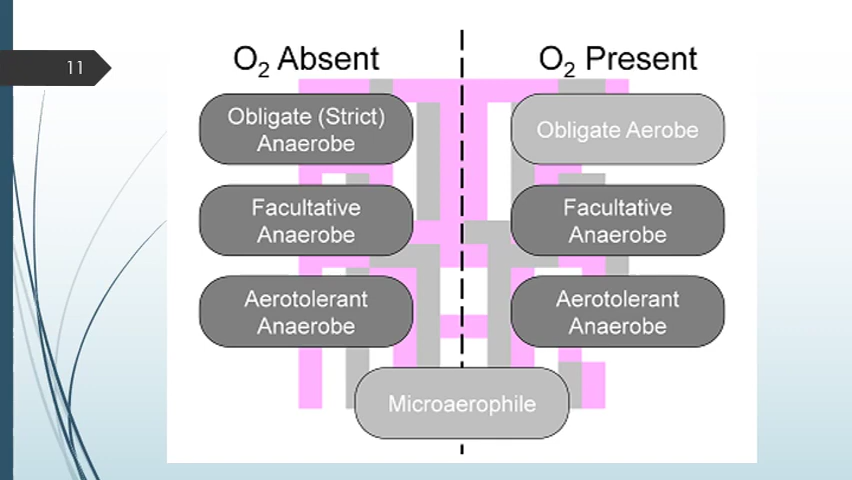 11
O₂ Absent
O₂ Present
Obligate (Strict)
Anaerobe
Obligate Aerobe
Facultative
Anaerobe
Facultative
Anaerobe
Aerotolerant
Anaerobe
Aerotolerant
Anaerobe
Microaerophile